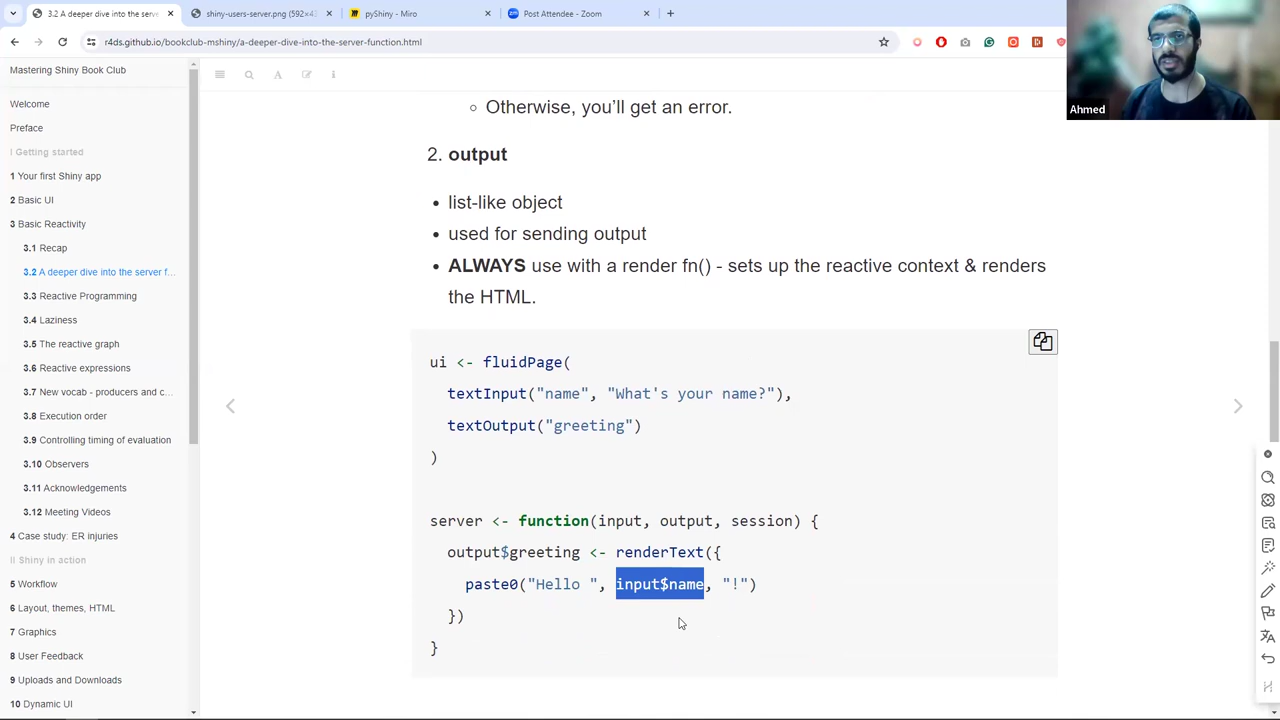 3.2 A deeper dive into the serve
shiny-users-server.png (592×4
pyShiny - Miro
Post Attendee - Zoom
r4ds.github.io/bookclub-mshiny/a-deeper-dive-into-the-server-function.html
Ahmed
Mastering Shiny Book Club
Welcome
Preface
I Getting started
1 Your first Shiny app
2 Basic UI
3 Basic Reactivity
3.1 Recap
3.2 A deeper dive into the server f...
3.3 Reactive Programming
3.4 Laziness
3.5 The reactive graph
3.6 Reactive expressions
3.7 New vocab - producers and c...
3.8 Execution order
3.9 Controlling timing of evaluation
3.10 Observers
3.11 Acknowledgements
3.12 Meeting Videos
4 Case study: ER injuries
II Shiny in action
5 Workflow
6 Layout, themes, HTML
7 Graphics
8 User Feedback
9 Uploads and Downloads
10 Dynamic UI
Otherwise, you'll get an error.
2. output
list-like object
used for sending output
ALWAYS use with a render fn() - sets up the reactive context & renders
the HTML.
ui <- fluidPage(
textInput("name", "What's your name?"),
textOutput("greeting")
)
server <- function(input, output, session) {
output$greeting <- renderText({
paste0("Hello ", input$name, "!")
})
}